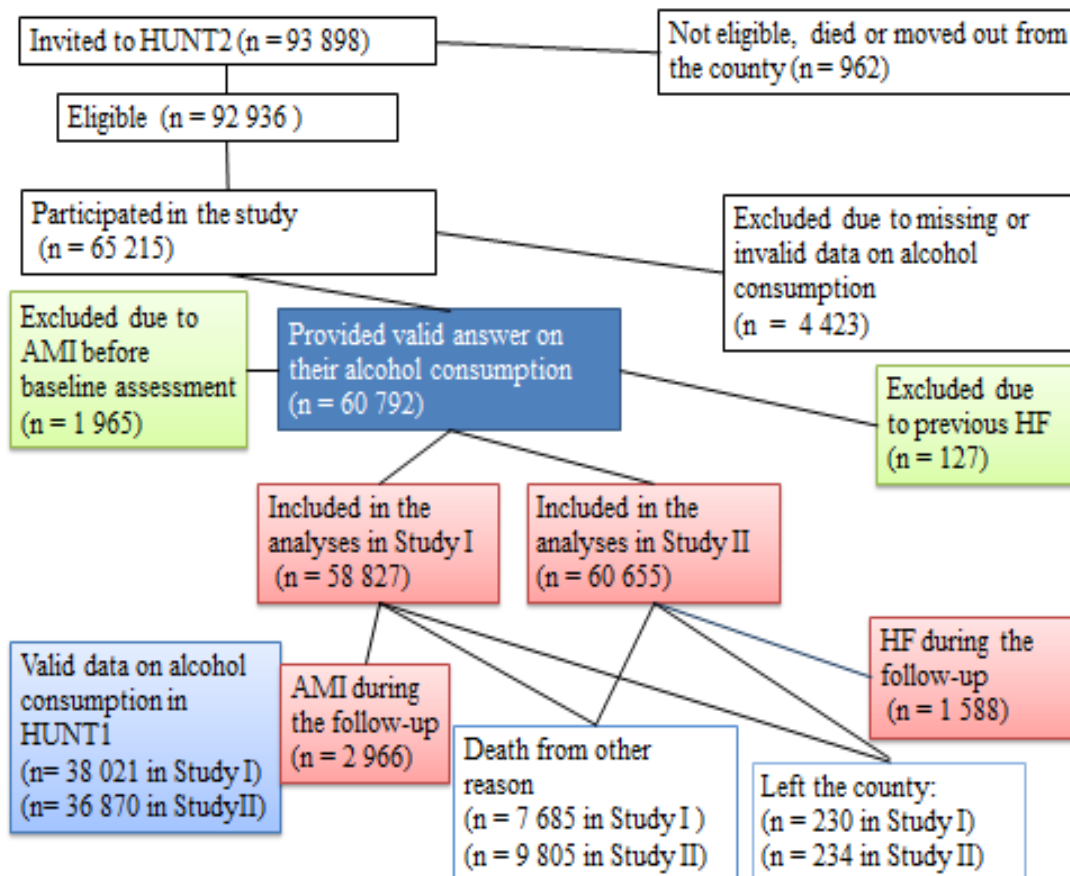 Invited to HUNT2 (n = 93 898)
Not eligible, died or moved out from
the county (n = 962)
Eligible (n = 92 936 )
Participated in the study
(n = 65 215)
Excluded due to missing or
invalid data on alcohol
consumption
(n = 4 423)
Excluded due to
AMI before
baseline assessment
(n = 1 965)
Provided valid answer on
their alcohol consumption
(n = 60 792)
Excluded due
to previous HF
(n = 127)
Included in the
analyses in Study I
(n = 58 827)
Included in the
analyses in Study II
(n = 60 655)
Valid data on alcohol
consumption in
HUNT1
(n= 38 021 in Study I)
(n= 36 870 in StudyII)
AMI during
the follow-up
(n = 2 966)
HF during the
follow-up
(n = 1 588)
Death from other
reason
(n = 7 685 in Study I )
(n = 9 805 in Study II)
Left the county:
(n = 230 in Study I)
(n = 234 in Study II)